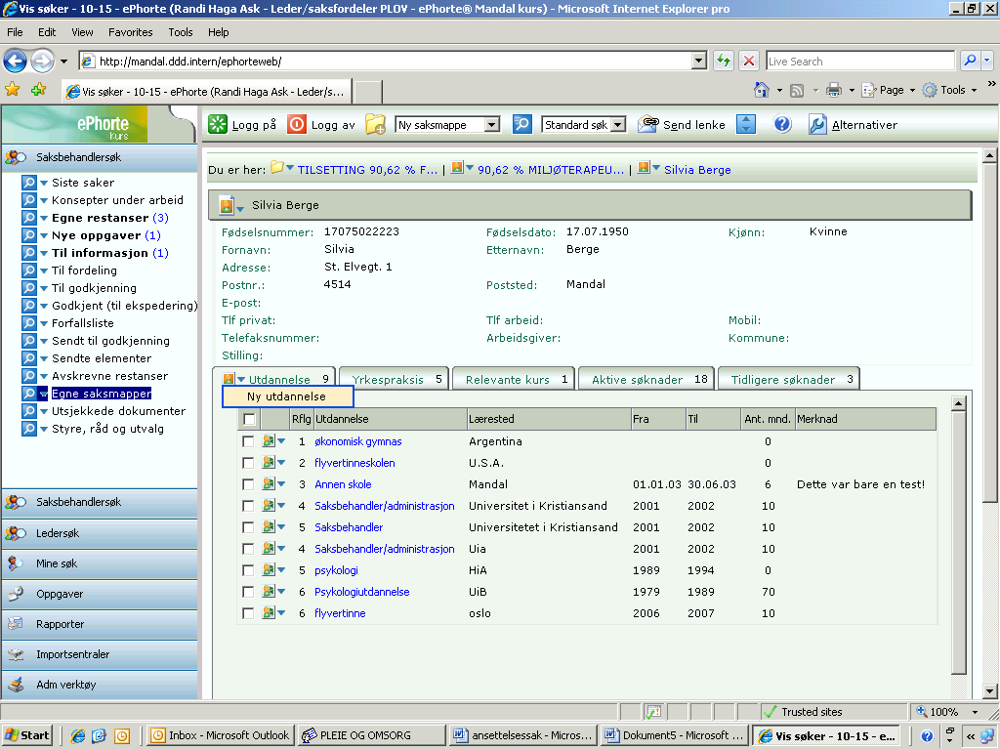 Vis søker - 10-15 - ePhorte (Randi Haga Ask - Leder/saksfordeler PLOV - ePhorte® Mandal kurs) - Microsoft Internet Explorer pro
File Edit View Favorites Tools Help
http://mandal.ddd.intern/ephorteweb/ Live Search
Vis søker - 10-15 - ePhorte (Randi Haga Ask - Leder/s... Page Tools »
ePhorte
Kurs
Logg på Logg av Ny saksmappe Standard søk Send lenke Alternativer
Saksbehandlersøk
Siste saker
Konsepter under arbeid
Egne restanser (3)
Nye oppgaver (1)
Til informasjon (1)
Til fordeling
Til godkjenning
Godkjent (til ekspedering)
Forfallsliste
Sendt til godkjenning
Sendte elementer
Avskrevne restanser
Egne saksmapper
Utsjekkede dokumenter
Styre, råd og utvalg
Saksbehandlersøk
Ledersøk
Mine søk
Oppgaver
Rapporter
Importsentraler
Adm verktøy
Du er her: TILSETTING 90,62 % F... | 90,62 % MILJØTERAPEU... | Silvia Berge
Silvia Berge
Fødselsnummer: 17075022223 Fødselsdato: 17.07.1950 Kjønn: Kvinne
Fornavn: Silvia Etternavn: Berge
Adresse: St. Elvegt. 1
Postnr.: 4514 Poststed: Mandal
E-post:
Tlf privat: Tlf arbeid: Mobil:
Telefaksnummer: Arbeidsgiver: Kommune:
Stilling:
Utdannelse 9 Yrkespraksis 5 Relevante kurs 1 Aktive søknader 18 Tidligere søknader 3
Ny utdannelse
Rflg Utdannelse Lærested Fra Til Ant. mnd. Merknad
1 økonomisk gymnas Argentina 0
2 flyvertinneskolen U.S.A. 0
3 Annen skole Mandal 01.01.03 30.06.03 6 Dette var bare en test!
4 Saksbehandler/administrasjon Universitet i Kristiansand 2001 2002 10
5 Saksbehandler Universitetet i Kristiansand 2001 2002 10
4 Saksbehandler/administrasjon Uia 2001 2002 10
5 psykologi HiA 1989 1994 0
6 Psykologiutdannelse UiB 1979 1989 70
6 flyvertinne oslo 2006 2007 10
Trusted sites 100%
Start Inbox - Microsoft Outlook PLEIE OG OMSORG ansettelsessak - Micros... Dokument5 - Microsoft ... Vis søker - 10-15 - e... «